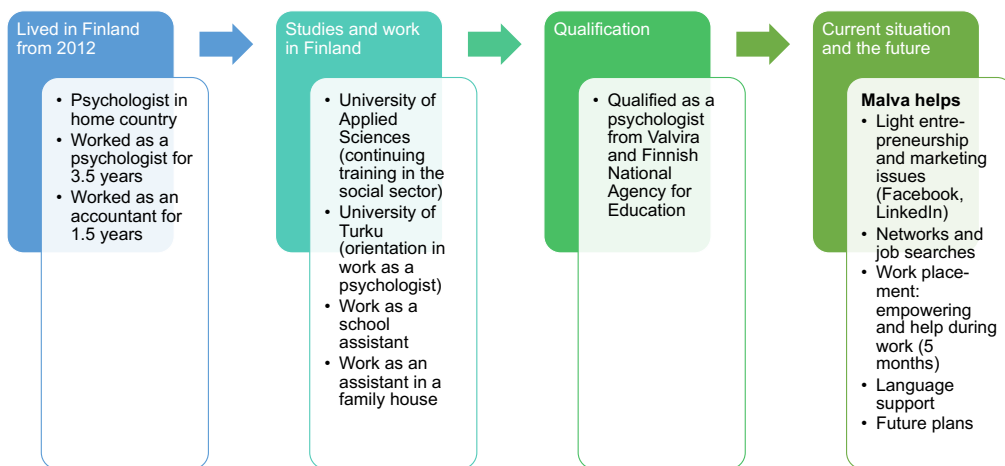 Lived in Finland
from 2012
• Psychologist in
home country
• Worked as a
psychologist for
3.5 years
• Worked as an
accountant for
1.5 years
Studies and work
in Finland
• University of
Applied
Sciences
(continuing
training in the
social sector)
• University of
Turku
(orientation in
work as a
psychologist)
• Work as a
school
assistant
• Work as an
assistant in a
family house
Qualification
• Qualified as a
psychologist
from Valvira
and Finnish
National
Agency for
Education
Current situation
and the future
Malva helps
• Light entre-
preneurship
and marketing
issues
(Facebook,
LinkedIn)
• Networks and
job searches
• Work place-
ment:
empowering
and help during
work (5
months)
• Language
support
• Future plans